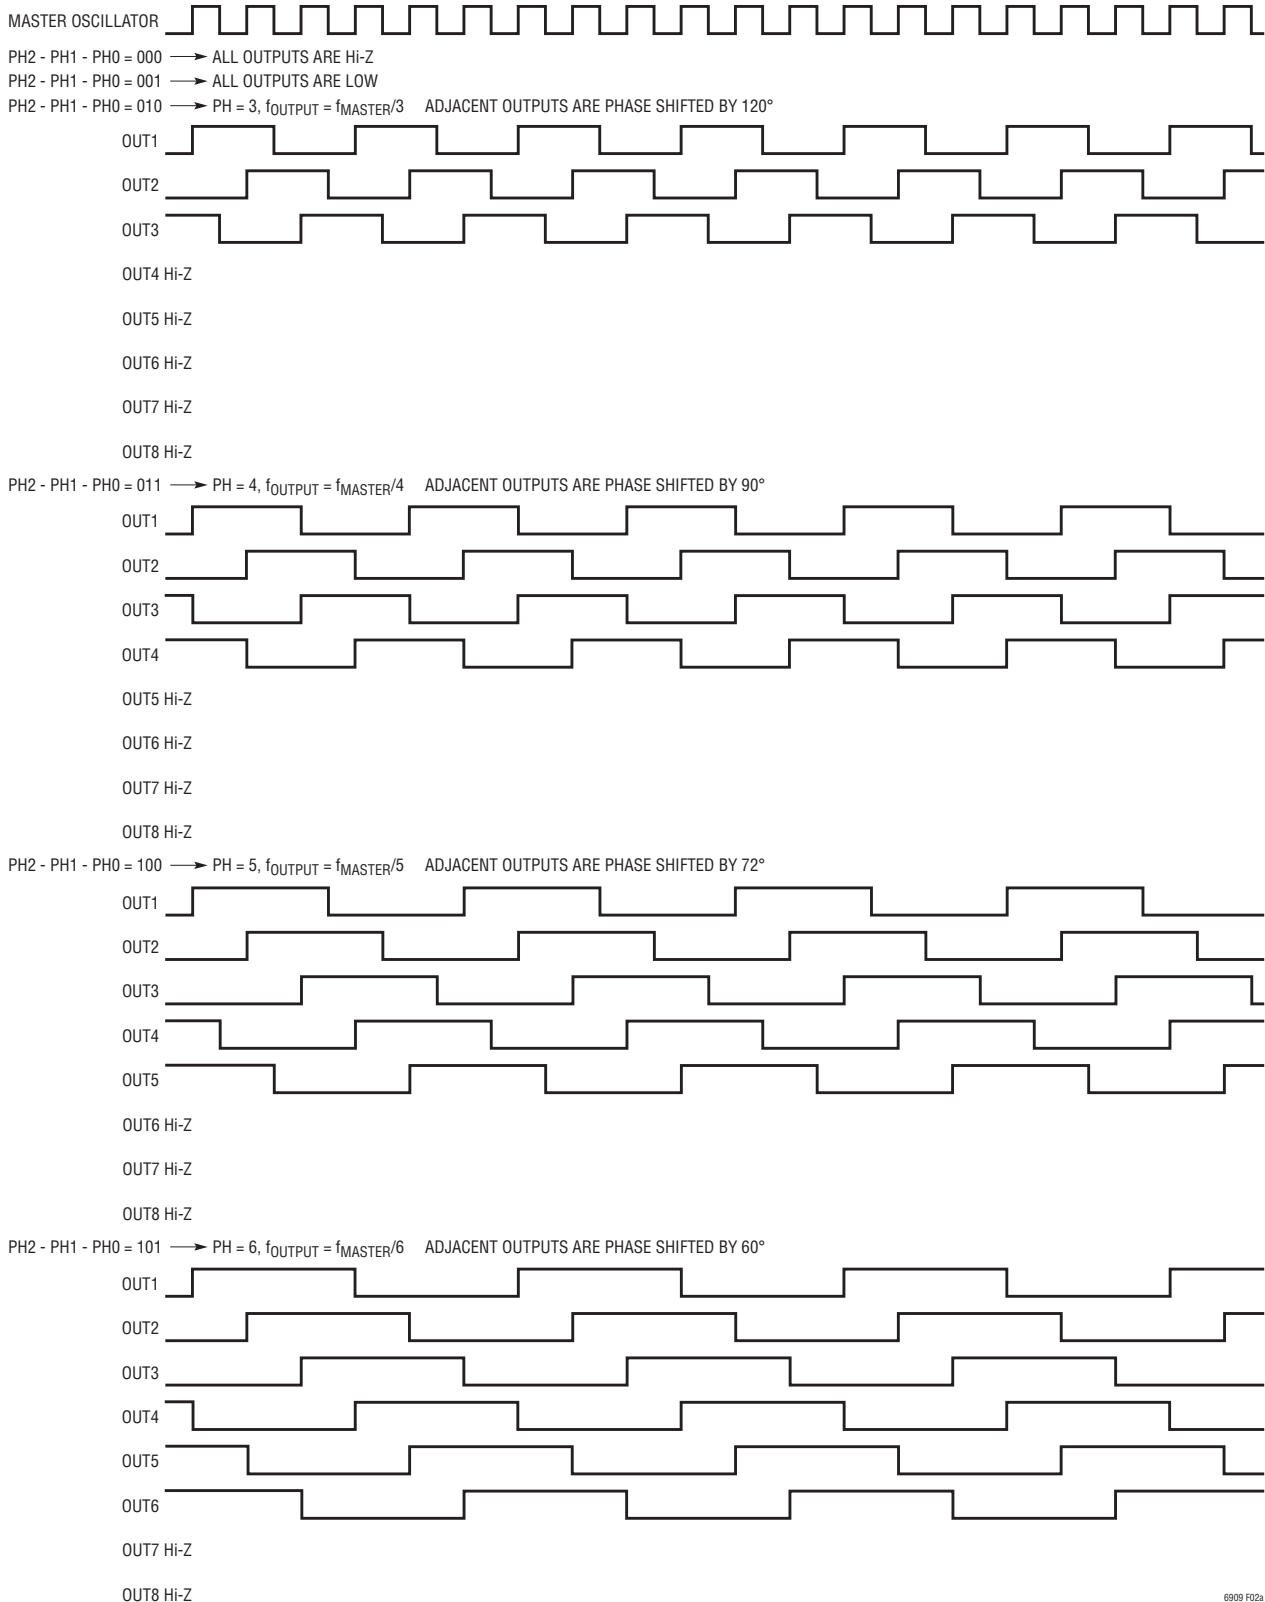 MASTER OSCILLATOR
PH2 - PH1 - PH0 = 000 → ALL OUTPUTS ARE Hi-Z
PH2 - PH1 - PH0 = 001 → ALL OUTPUTS ARE LOW
PH2 - PH1 - PH0 = 010 → PH = 3, fOUTPUT = fMASTER/3 ADJACENT OUTPUTS ARE PHASE SHIFTED BY 120°
OUT1
OUT2
OUT3
OUT4 Hi-Z
OUT5 Hi-Z
OUT6 Hi-Z
OUT7 Hi-Z
OUT8 Hi-Z
PH2 - PH1 - PH0 = 011 → PH = 4, fOUTPUT = fMASTER/4 ADJACENT OUTPUTS ARE PHASE SHIFTED BY 90°
OUT1
OUT2
OUT3
OUT4
OUT5 Hi-Z
OUT6 Hi-Z
OUT7 Hi-Z
OUT8 Hi-Z
PH2 - PH1 - PH0 = 100 → PH = 5, fOUTPUT = fMASTER/5 ADJACENT OUTPUTS ARE PHASE SHIFTED BY 72°
OUT1
OUT2
OUT3
OUT4
OUT5
OUT6 Hi-Z
OUT7 Hi-Z
OUT8 Hi-Z
PH2 - PH1 - PH0 = 101 → PH = 6, fOUTPUT = fMASTER/6 ADJACENT OUTPUTS ARE PHASE SHIFTED BY 60°
OUT1
OUT2
OUT3
OUT4
OUT5
OUT6
OUT7 Hi-Z
OUT8 Hi-Z
6909 F02a